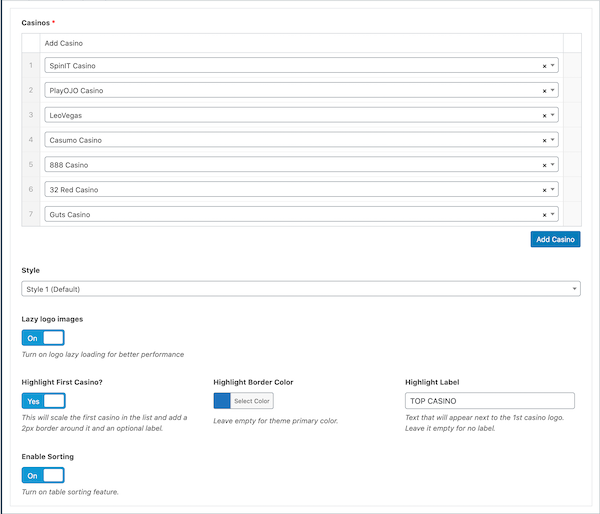 Casinos *
Add Casino
1 SpinIT Casino × 
2 PlayOJO Casino ×
3 LeoVegas ×
4 Casumo Casino ×
5 888 Casino ×
6 32 Red Casino ×
7 Guts Casino ×
Add Casino
Style
Style 1 (Default)
Lazy logo images
On
Turn on logo lazy loading for better performance
Highlight First Casino?
Yes
This will scale the first casino in the list and add a
2px border around it and an optional label.
Highlight Border Color
Select Color
Leave empty for theme primary color.
Highlight Label
TOP CASINO
Text that will appear next to the 1st casino logo.
Leave it empty for no label.
Enable Sorting
On
Turn on table sorting feature.